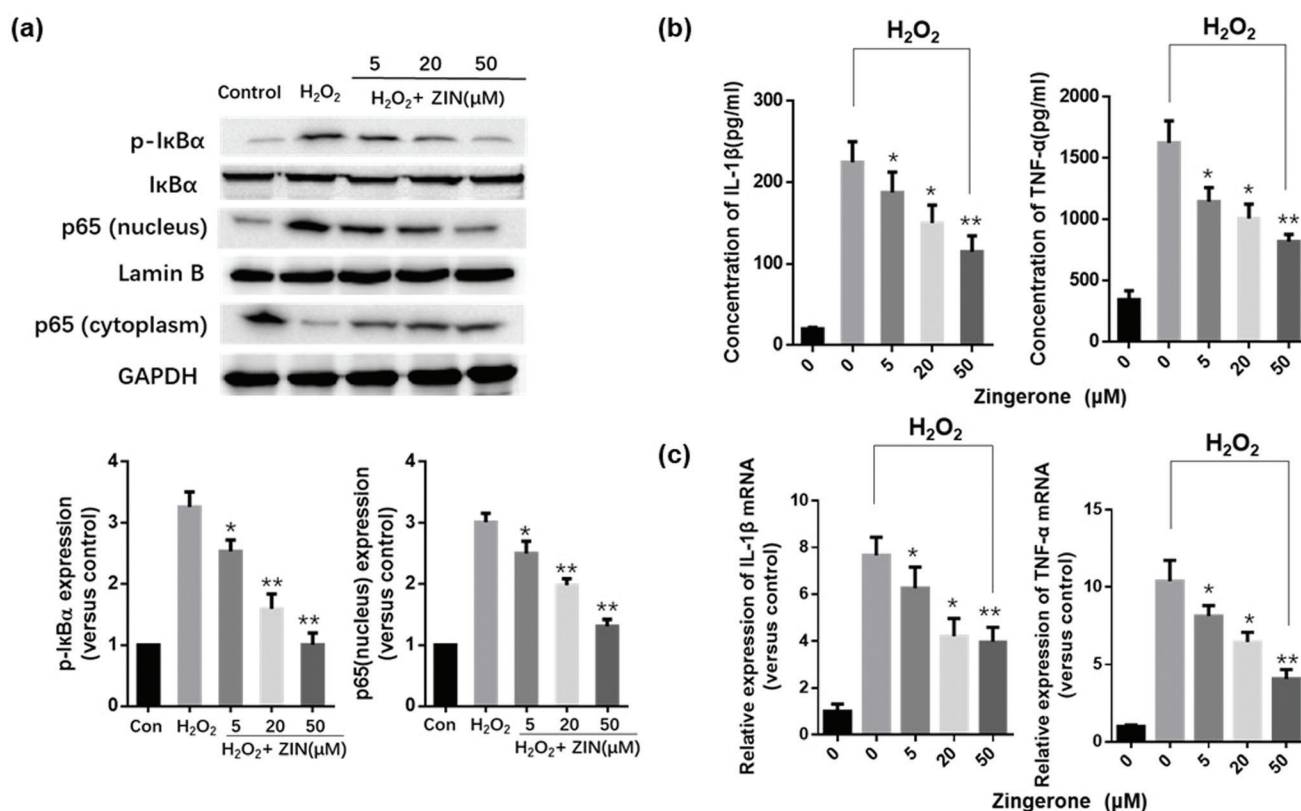 (a)
5 20 50
Control H₂O₂ H₂O₂+ ZIN(μM)
p-IκBα
IκBα
p65 (nucleus)
Lamin B
p65 (cytoplasm)
GAPDH
p-IκBα expression
(versus control)
4
3
2
1
0
*
**
**
Con H₂O₂ 5 20 50
H₂O₂+ ZIN(μM)
p65(nucleus) expression
(versus control)
4
3
2
1
0
*
**
**
Con H₂O₂ 5 20 50
H₂O₂+ ZIN(μM)
(b)
H₂O₂
Concentration of IL-1β(pg/ml)
300
200
100
0
*
*
**
0 0 5 20 50
H₂O₂
Concentration of TNF-α(pg/ml)
2000
1500
1000
500
0
*
*
**
0 0 5 20 50
Zingerone (μM)
(c)
H₂O₂
Relative expression of IL-1β mRNA
(versus control)
10
8
6
4
2
0
*
*
**
0 0 5 20 50
H₂O₂
Relative expression of TNF-α mRNA
(versus control)
15
10
5
0
*
*
**
0 0 5 20 50
Zingerone (μM)